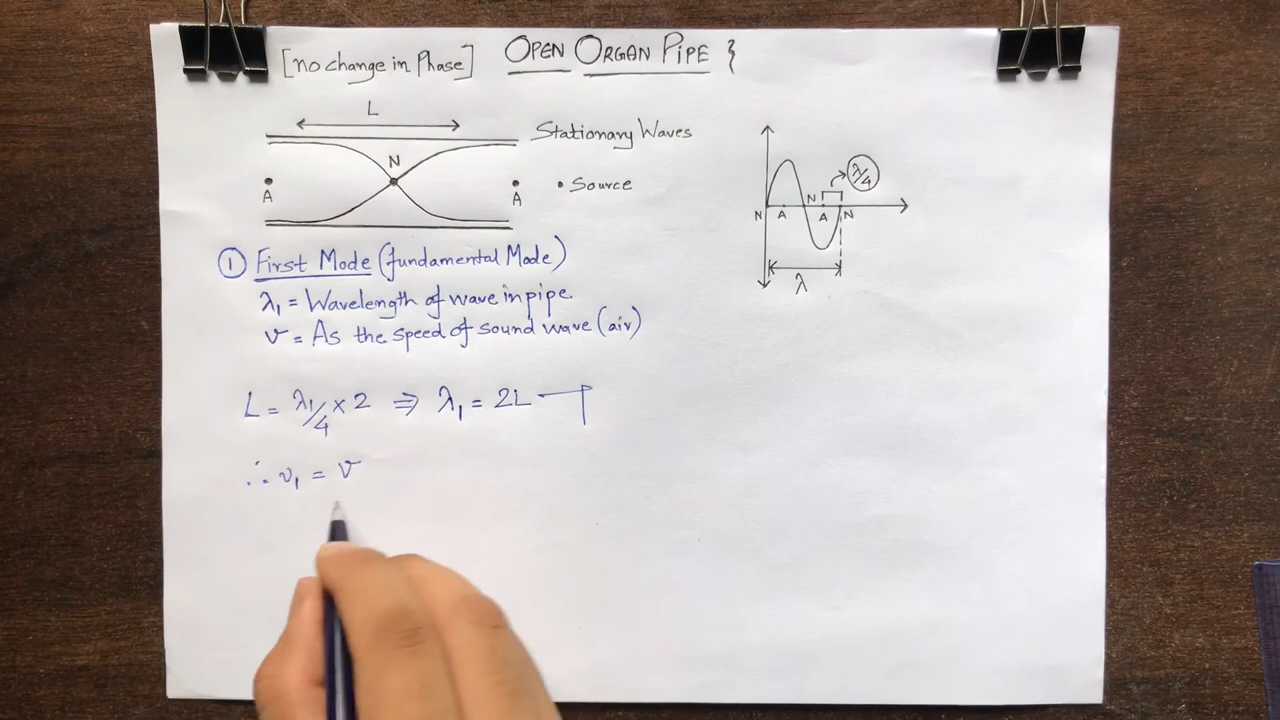 [no change in Phase] OPEN ORGAN PIPE }
L
Stationary Waves
N
A
A
• Source
λ/4
N
N
A
A
N
λ
① First Mode (fundamental Mode)
λ₁ = Wavelength of wave in pipe
v = As the speed of sound wave (air)
L = λ₁/4 × 2 ⇒ λ₁ = 2L
∴ ν₁ = v